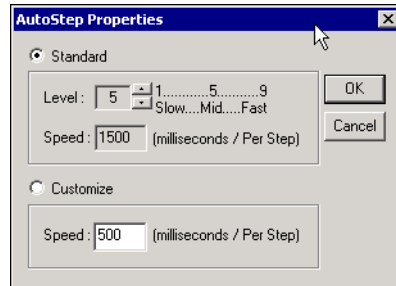 AutoStep Properties
Standard
Level : 5 1...........5..........9
Slow....Mid.....Fast
Speed : 1500 (milliseconds / Per Step)
OK
Cancel
Customize
Speed : 500 (milliseconds / Per Step)